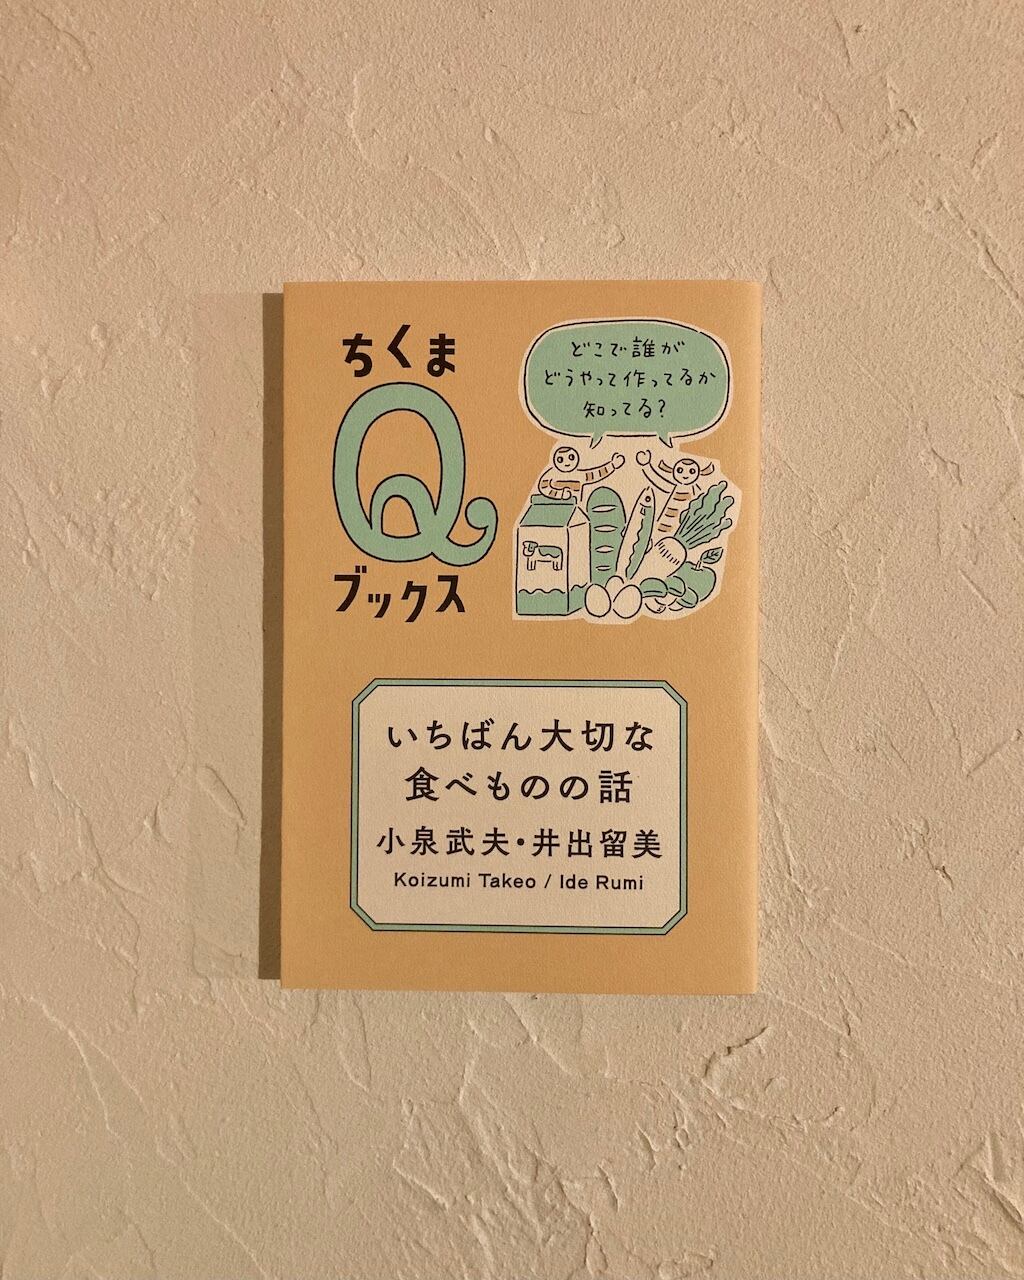 ちくま
Q
ブックス
どこで誰が
どうやって作ってるか
知ってる?
いちばん大切な
食べものの話
小泉武夫・井出留美
Koizumi Takeo / Ide Rumi